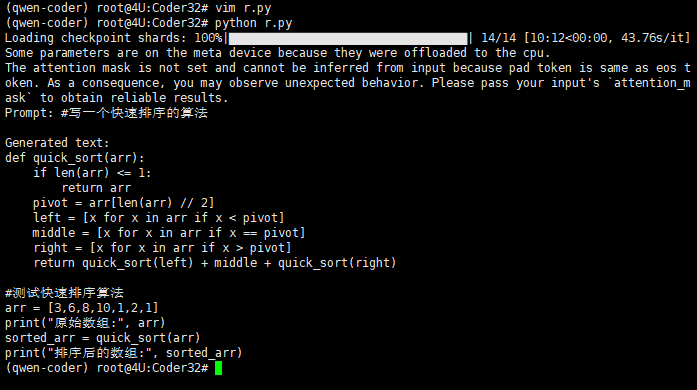 (qwen-coder) root@4U:Coder32# vim r.py
(qwen-coder) root@4U:Coder32# python r.py
Loading checkpoint shards: 100%|██████████| 14/14 [10:12<00:00, 43.76s/it]
Some parameters are on the meta device because they were offloaded to the cpu.
The attention mask is not set and cannot be inferred from input because pad token is same as eos t
oken. As a consequence, you may observe unexpected behavior. Please pass your input's `attention_m
ask` to obtain reliable results.
Prompt: #写一个快速排序的算法
Generated text:
def quick_sort(arr):
    if len(arr) <= 1:
        return arr
    pivot = arr[len(arr) // 2]
    left = [x for x in arr if x < pivot]
    middle = [x for x in arr if x == pivot]
    right = [x for x in arr if x > pivot]
    return quick_sort(left) + middle + quick_sort(right)
#测试快速排序算法
arr = [3,6,8,10,1,2,1]
print("原始数组:", arr)
sorted_arr = quick_sort(arr)
print("排序后的数组:", sorted_arr)
(qwen-coder) root@4U:Coder32#